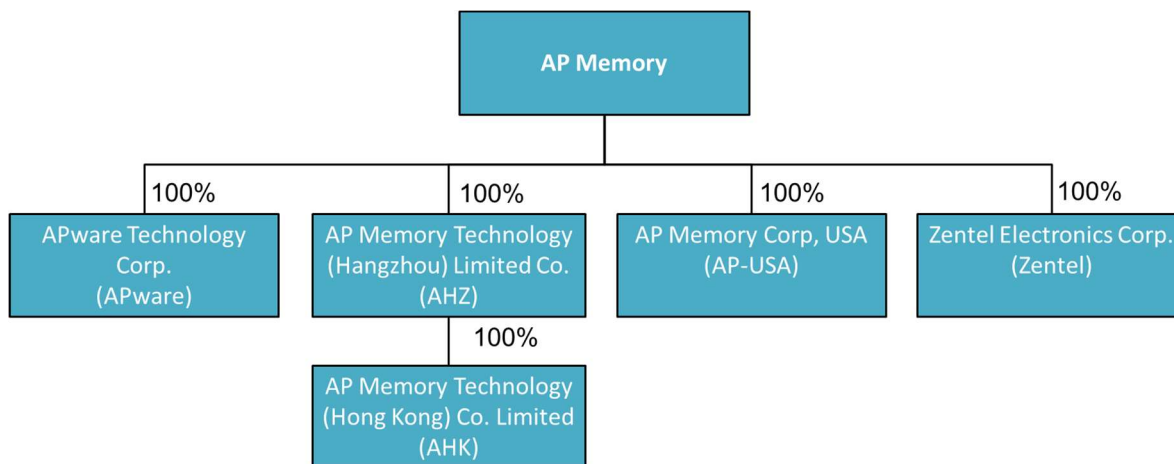 AP Memory
100%
100%
100%
100%
APware Technology
Corp.
(APware)
AP Memory Technology
(Hangzhou) Limited Co.
(AHZ)
AP Memory Corp, USA
(AP-USA)
Zentel Electronics Corp.
(Zentel)
100%
AP Memory Technology
(Hong Kong) Co. Limited
(AHK)